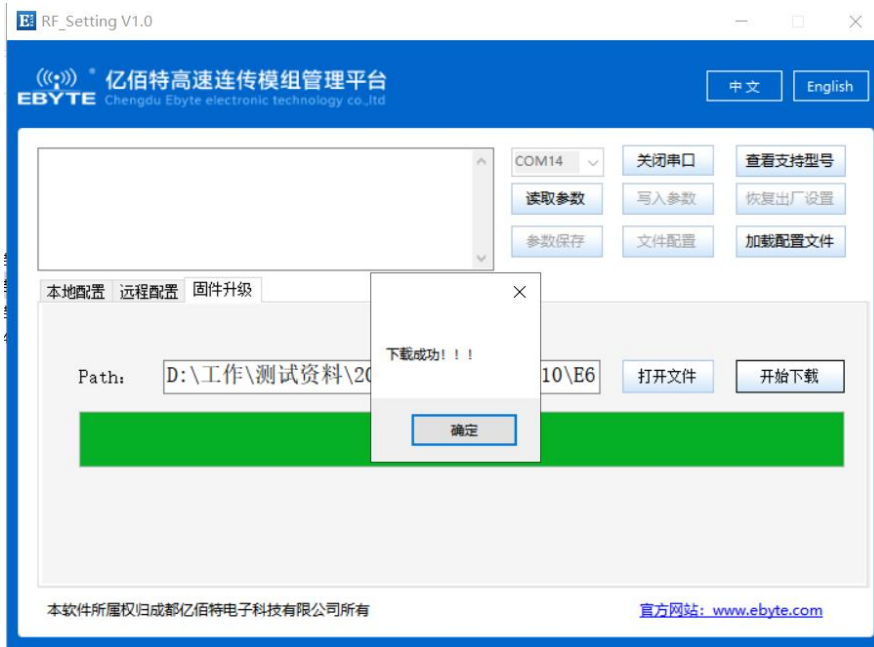 RF_Setting V1.0
EBYTE
亿佰特高速连传模组管理平台
Chengdu Ebyte electronic technology co.,ltd
中文
English
COM14
关闭串口
查看支持型号
读取参数
写入参数
恢复出厂设置
参数保存
文件配置
加载配置文件
本地配置
远程配置
固件升级
下载成功！！！
Path:
D:\工作\测试资料\20
10\E6
打开文件
开始下载
确定
本软件所属权归成都亿佰特电子科技有限公司所有
官方网站：www.ebyte.com